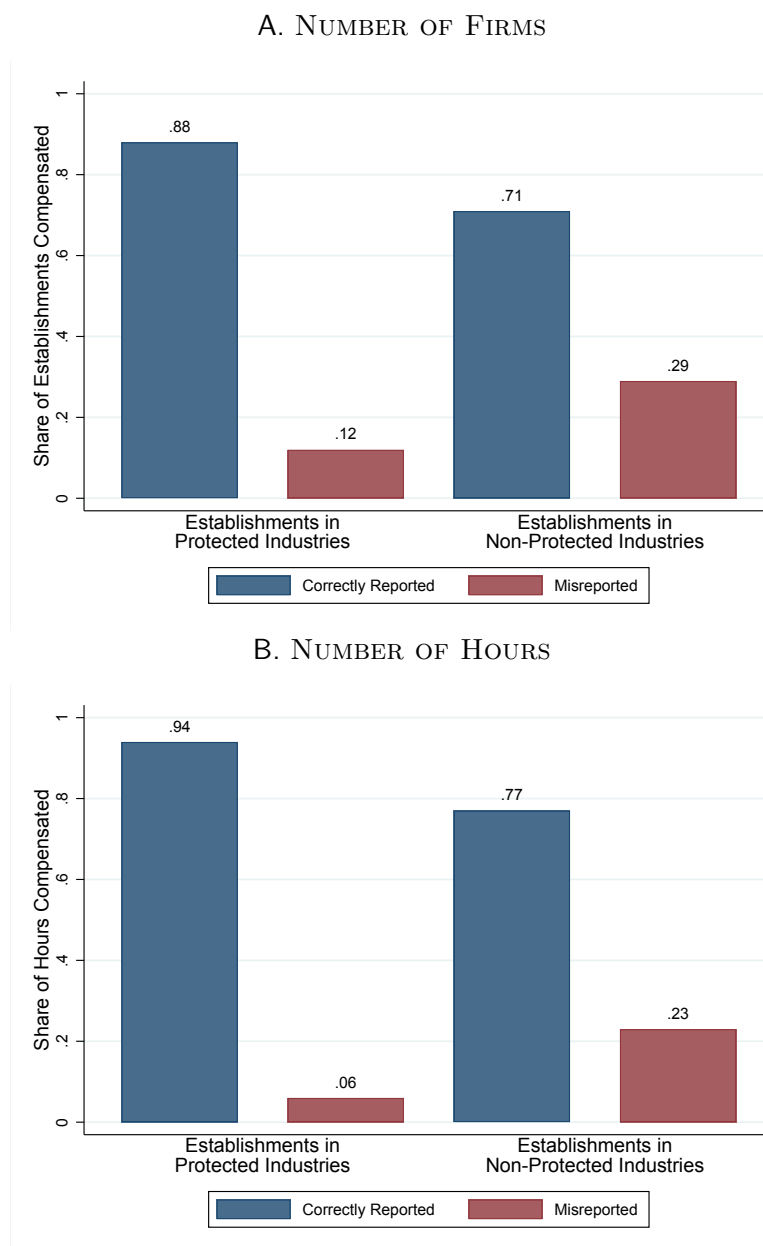 A. NUMBER OF FIRMS
Share of Establishments Compensated
1
.8
.6
.4
.2
0
.88
.12
.71
.29
Establishments in
Protected Industries
Establishments in
Non-Protected Industries
Correctly Reported
Misreported
B. NUMBER OF HOURS
Share of Hours Compensated
1
.8
.6
.4
.2
0
.94
.06
.77
.23
Establishments in
Protected Industries
Establishments in
Non-Protected Industries
Correctly Reported
Misreported